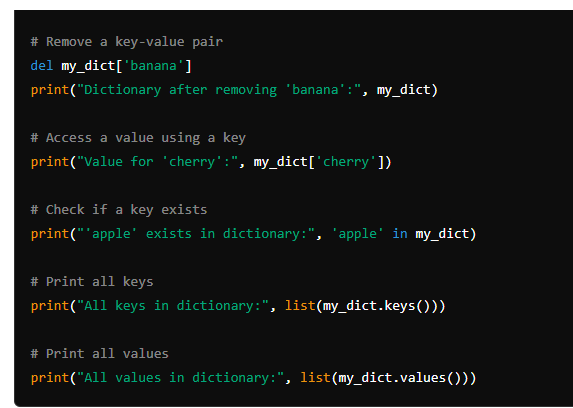 # Remove a key-value pair
del my_dict['banana']
print("Dictionary after removing 'banana':", my_dict)
# Access a value using a key
print("Value for 'cherry':", my_dict['cherry'])
# Check if a key exists
print("'apple' exists in dictionary:", 'apple' in my_dict)
# Print all keys
print("All keys in dictionary:", list(my_dict.keys()))
# Print all values
print("All values in dictionary:", list(my_dict.values()))